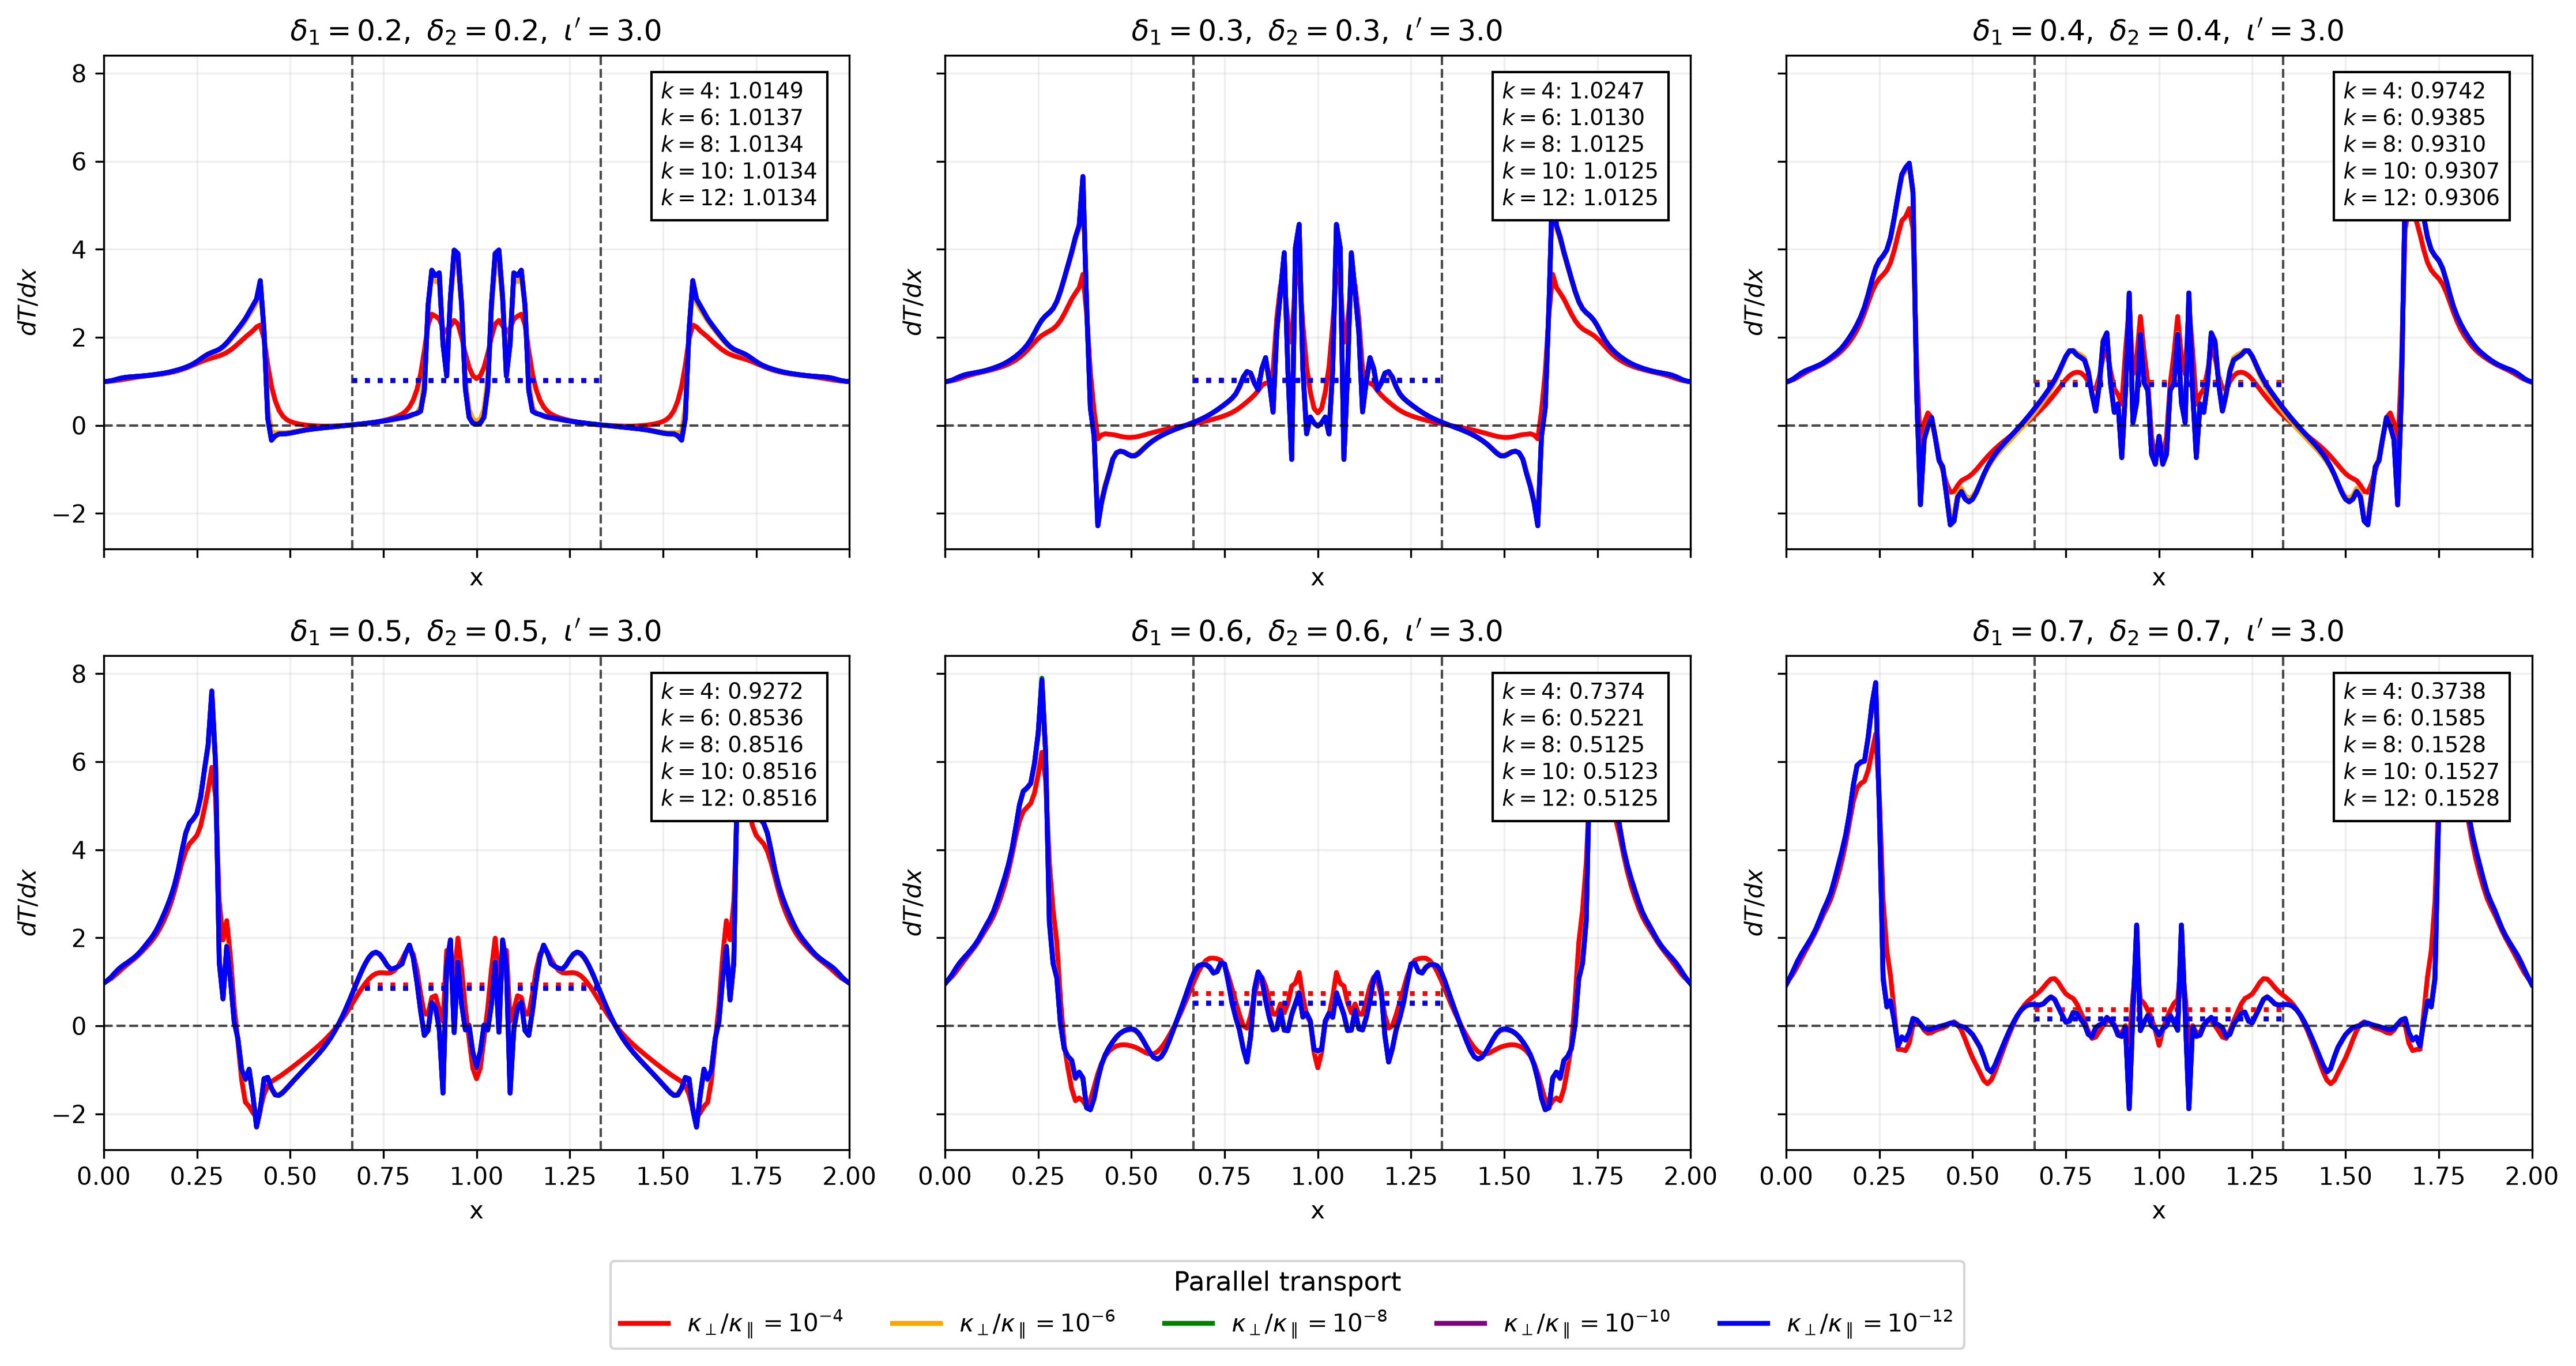 δ₁ = 0.2, δ₂ = 0.2, ι′ = 3.0
k = 4: 1.0149
k = 6: 1.0137
k = 8: 1.0134
k = 10: 1.0134
k = 12: 1.0134
8
6
4
2
0
−2
dT/dx
x
δ₁ = 0.3, δ₂ = 0.3, ι′ = 3.0
k = 4: 1.0247
k = 6: 1.0130
k = 8: 1.0125
k = 10: 1.0125
k = 12: 1.0125
dT/dx
x
δ₁ = 0.4, δ₂ = 0.4, ι′ = 3.0
k = 4: 0.9742
k = 6: 0.9385
k = 8: 0.9310
k = 10: 0.9307
k = 12: 0.9306
dT/dx
x
δ₁ = 0.5, δ₂ = 0.5, ι′ = 3.0
k = 4: 0.9272
k = 6: 0.8536
k = 8: 0.8516
k = 10: 0.8516
k = 12: 0.8516
8
6
4
2
0
−2
dT/dx
0.00 0.25 0.50 0.75 1.00 1.25 1.50 1.75 2.00
x
δ₁ = 0.6, δ₂ = 0.6, ι′ = 3.0
k = 4: 0.7374
k = 6: 0.5221
k = 8: 0.5125
k = 10: 0.5123
k = 12: 0.5125
dT/dx
0.00 0.25 0.50 0.75 1.00 1.25 1.50 1.75 2.00
x
δ₁ = 0.7, δ₂ = 0.7, ι′ = 3.0
k = 4: 0.3738
k = 6: 0.1585
k = 8: 0.1528
k = 10: 0.1527
k = 12: 0.1528
dT/dx
0.00 0.25 0.50 0.75 1.00 1.25 1.50 1.75 2.00
x
Parallel transport
κ⊥/κ∥ = 10⁻⁴ κ⊥/κ∥ = 10⁻⁶ κ⊥/κ∥ = 10⁻⁸ κ⊥/κ∥ = 10⁻¹⁰ κ⊥/κ∥ = 10⁻¹²